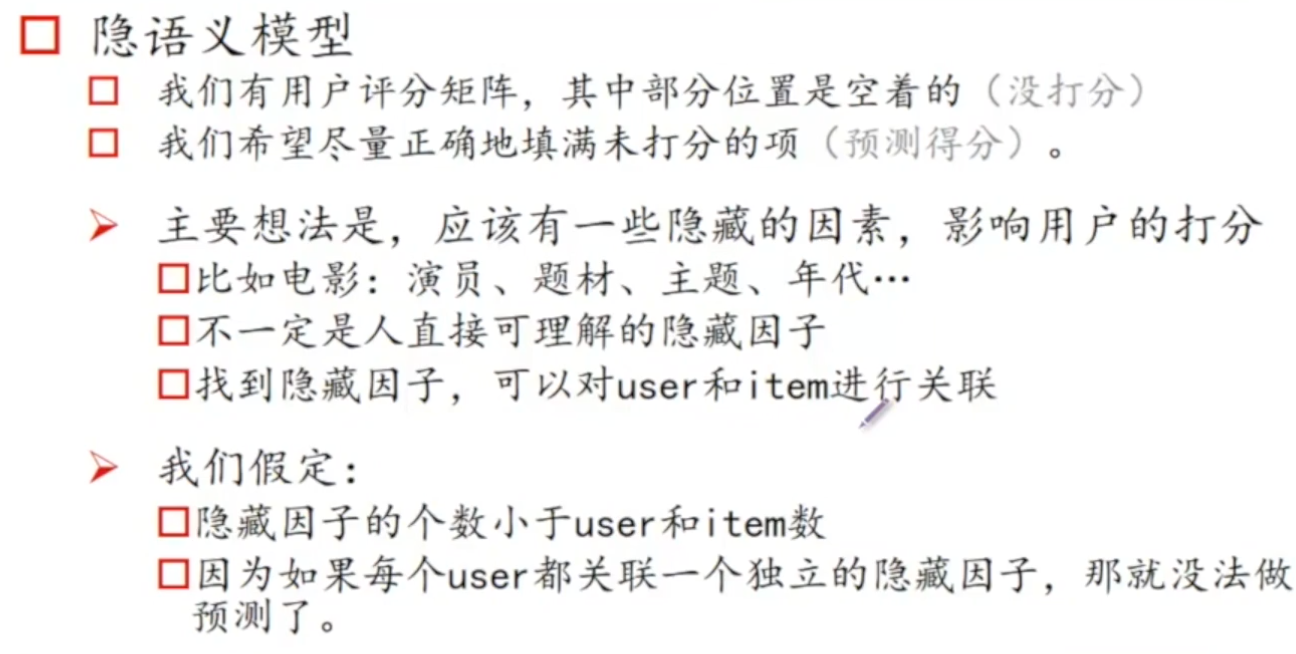 隐语义模型
我们有用户评分矩阵，其中部分位置是空着的（没打分）
我们希望尽量正确地填满未打分的项（预测得分）。
主要想法是，应该有一些隐藏的因素，影响用户的打分
比如电影：演员、题材、主题、年代…
不一定是人直接可理解的隐藏因子
找到隐藏因子，可以对user和item进行关联
我们假定：
隐藏因子的个数小于user和item数
因为如果每个user都关联一个独立的隐藏因子，那就没法做
预测了。